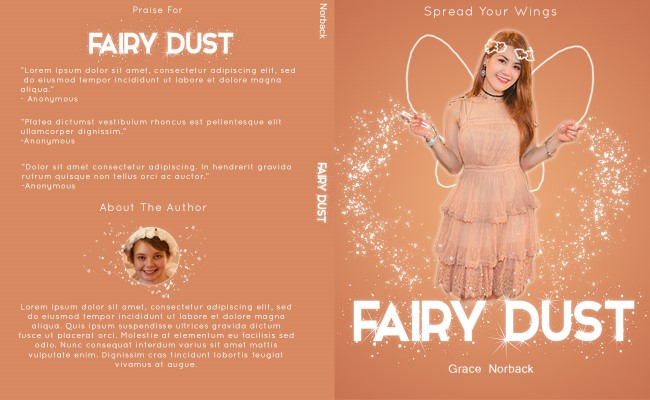 Praise For
FAIRY DUST
"Lorem ipsum dolor sit amet, consectetur adipiscing elit, sed
do eiusmod tempor incididunt ut labore et dolore magna
aliqua."
- Anonymous
"Platea dictumst vestibulum rhoncus est pellentesque elit
ullamcorper dignissim."
-Anonymous
"Dolor sit amet consectetur adipiscing. In hendrerit gravida
rutrum quisque non tellus orci ac auctor."
-Anonymous
About The Author
Lorem ipsum dolor sit amet, consectetur adipiscing elit, sed do
eiusmod tempor incididunt ut labore et dolore magna
aliqua. Quis ipsum suspendisse ultrices gravida dictum
fusce ut placerat orci. Molestie at elementum eu facilisis sed
odio. Nunc consequat interdum varius sit amet mattis
vulputate enim. Dignissim cras tincidunt lobortis feugiat
vivamus at augue.
Norback
FAIRY DUST
Spread Your Wings
FAIRY DUST
Grace Norback